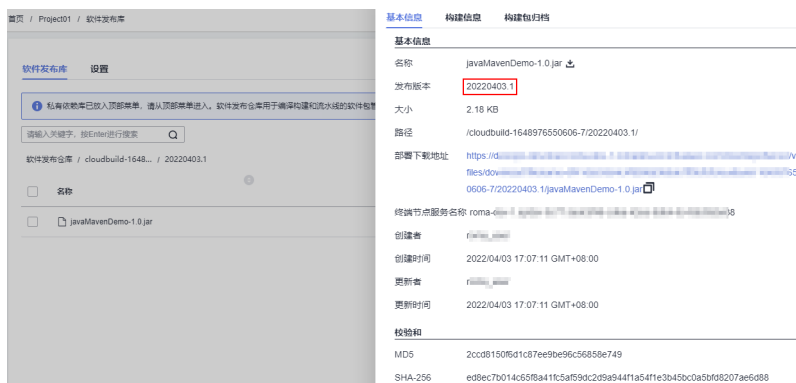 首页 / Project01 / 软件发布库
软件发布库 设置
私有依赖库已放入顶部菜单，请从顶部菜单进入。软件发布仓库用于编译构建和流水线的软件包管
请输入关键字，按Enter进行搜索
软件发布仓库 / cloudbuild-1648... / 20220403.1
名称
javaMavenDemo-1.0.jar
基本信息 构建信息 构建包归档
基本信息
名称 javaMavenDemo-1.0.jar
发布版本 20220403.1
大小 2.18 KB
路径 /cloudbuild-1648976550606-7/20220403.1/
部署下载地址 https://
files/
0606-7/20220403.1/javaMavenDemo-1.0.jar
终端节点服务名称 roma-
创建者
创建时间 2022/04/03 17:07:11 GMT+08:00
更新者
更新时间 2022/04/03 17:07:11 GMT+08:00
校验和
MD5 2ccd8150f6d1c87ee9be96c56858e749
SHA-256 ed8ec7b014c65f8a41fc5af59dc2d9a944f1a54f1e3b45bc0a5bfd8207ae6d88